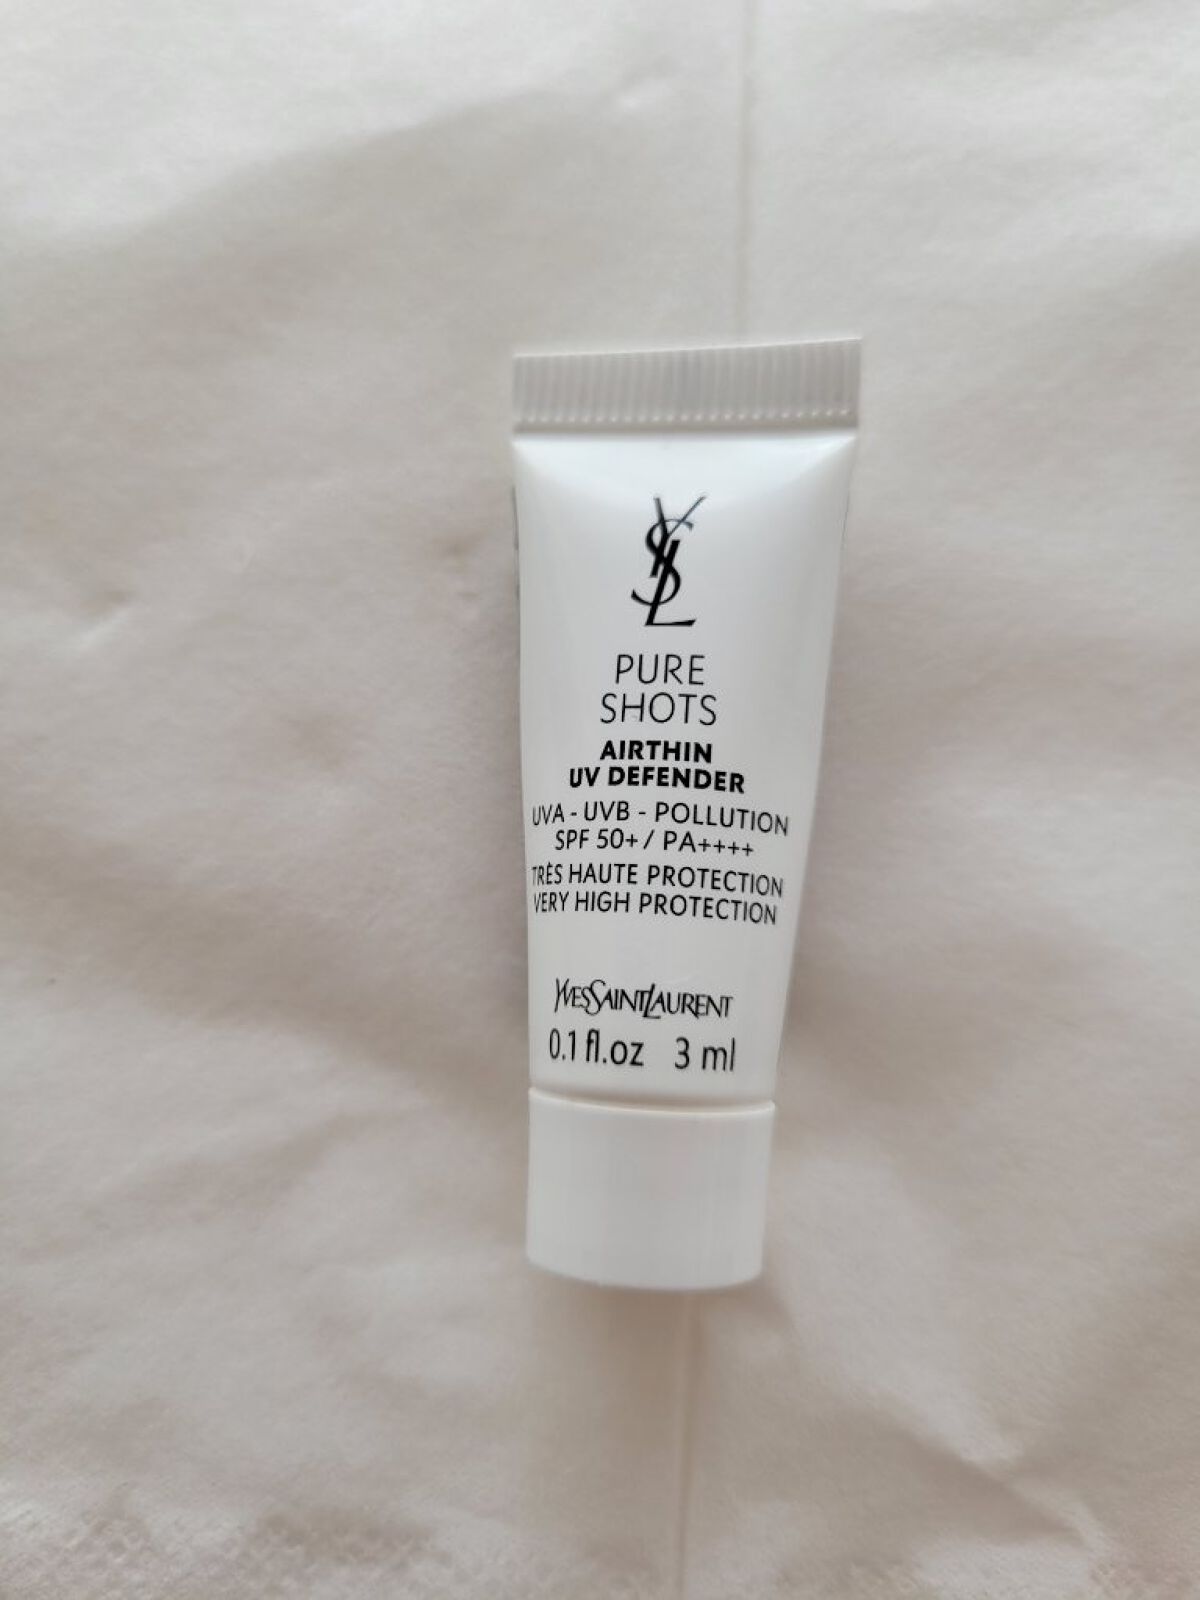 YSL
PURE
SHOTS
AIRTHIN
UV DEFENDER
UVA - UVB - POLLUTION
SPF 50+ / PA++++
TRÈS HAUTE PROTECTION
VERY HIGH PROTECTION
YVESSAINTLAURENT
0.1 fl.oz 3 ml